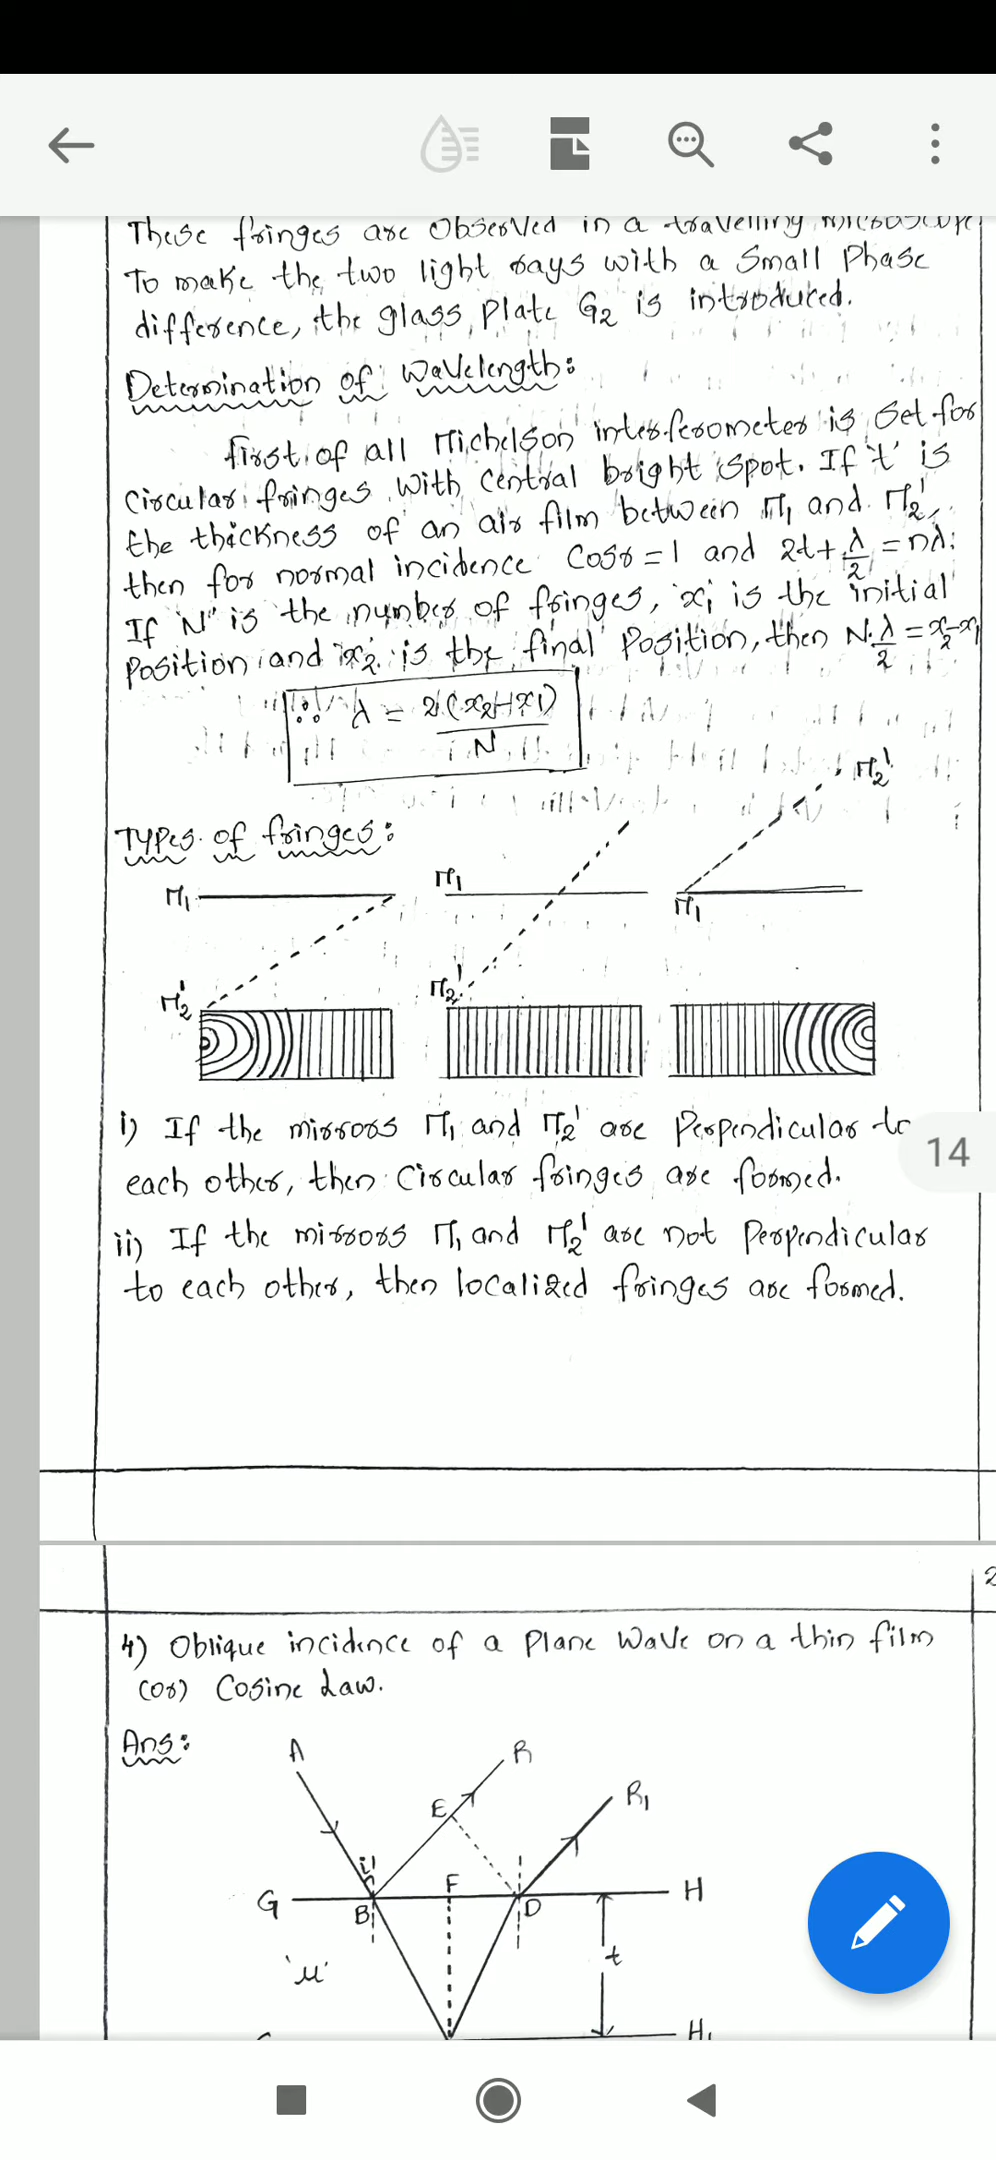 These fringes are observed in a travelling microscope
To make the two light rays with a small phase
difference, the glass plate G2 is introduced.
Determination of wavelength:
first of all Michelson interferometer is set for
circular fringes with central bright spot. If 't' is
the thickness of an air film between M1 and M2',
then for normal incidence Cosr = 1 and 2t+λ/2 = nλ.
If 'N' is the number of fringes, x1 is the initial
position and x2 is the final position, then N.λ/2 = x2-x1
∴ λ = 2(x2-x1)/N
M2'
Types of fringes:
M1 M1 M1
M2' M2'
i) If the mirrors M1 and M2' are perpendicular to
14
each other, then circular fringes are formed.
ii) If the mirrors M1 and M2' are not perpendicular
to each other, then localized fringes are formed.
2
4) Oblique incidence of a plane wave on a thin film
(or) Cosine Law.
Ans:
A R
E R1
i
G B F D H
'μ' t
H1